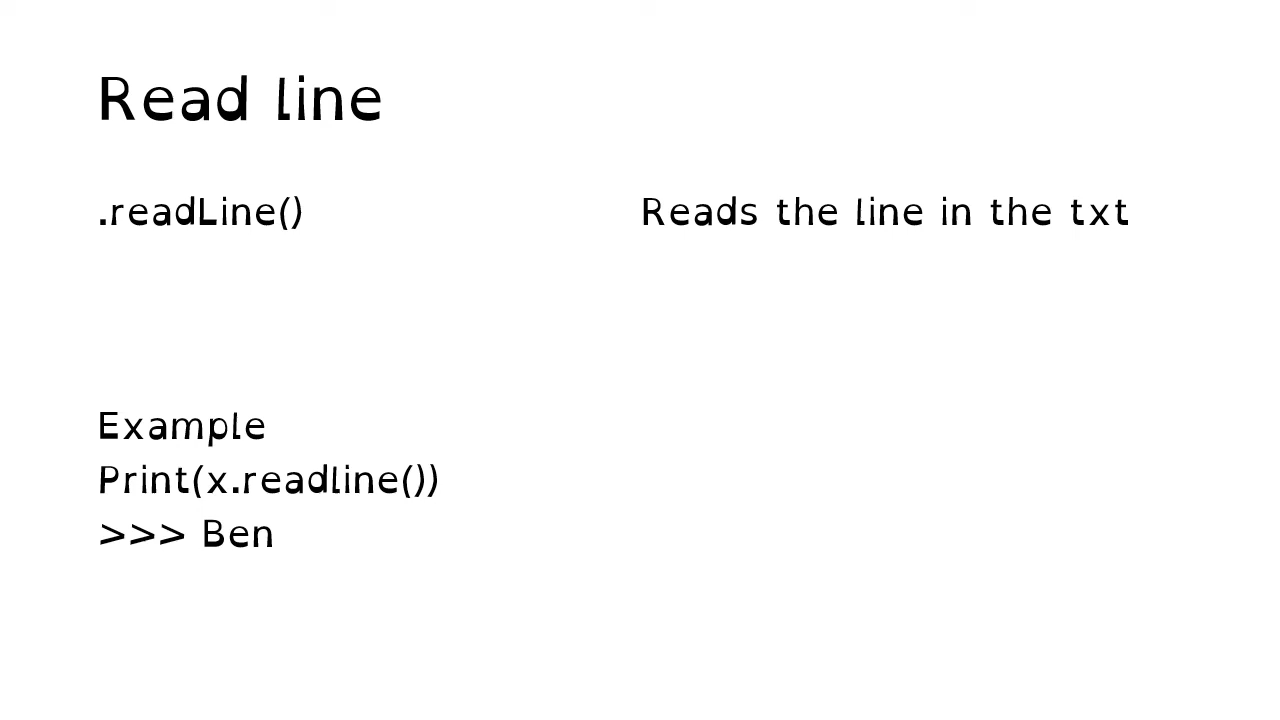 Read line
.readLine()
Reads the line in the txt
Example
Print(x.readline())
>>> Ben